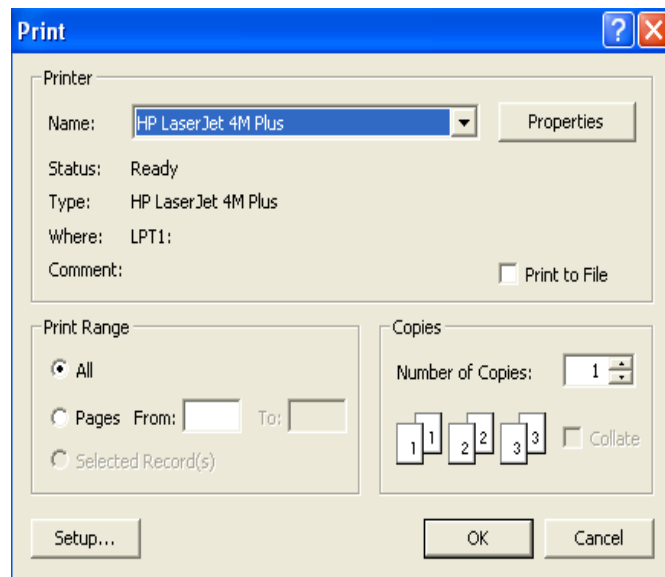 Print
Printer
Name: HP LaserJet 4M Plus Properties
Status: Ready
Type: HP LaserJet 4M Plus
Where: LPT1:
Comment: Print to File
Print Range
All
Pages From: To:
Selected Record(s)
Copies
Number of Copies: 1
1 1 2 2 3 3 Collate
Setup... OK Cancel